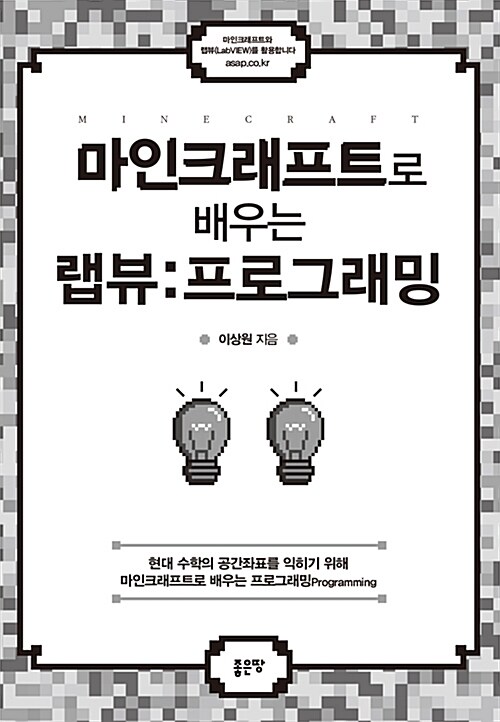 마인크래프트와
랩뷰(LabVIEW)를 활용합니다
asap.co.kr
MINECRAFT
마인크래프트로
배우는
랩뷰:프로그래밍
이상원 지음
현대 수학의 공간좌표를 익히기 위해
마인크래프트로 배우는 프로그래밍Programming
좋은땅